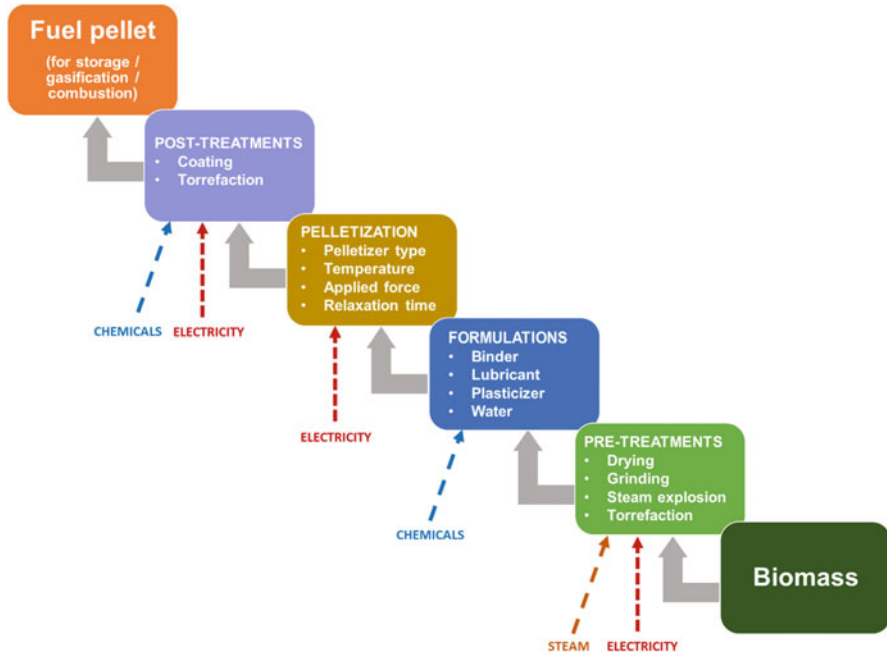 Fuel pellet
(for storage /
gasification /
combustion)
POST-TREATMENTS
• Coating
• Torrefaction
CHEMICALS
ELECTRICITY
PELLETIZATION
• Pelletizer type
• Temperature
• Applied force
• Relaxation time
ELECTRICITY
FORMULATIONS
• Binder
• Lubricant
• Plasticizer
• Water
CHEMICALS
PRE-TREATMENTS
• Drying
• Grinding
• Steam explosion
• Torrefaction
STEAM
ELECTRICITY
Biomass